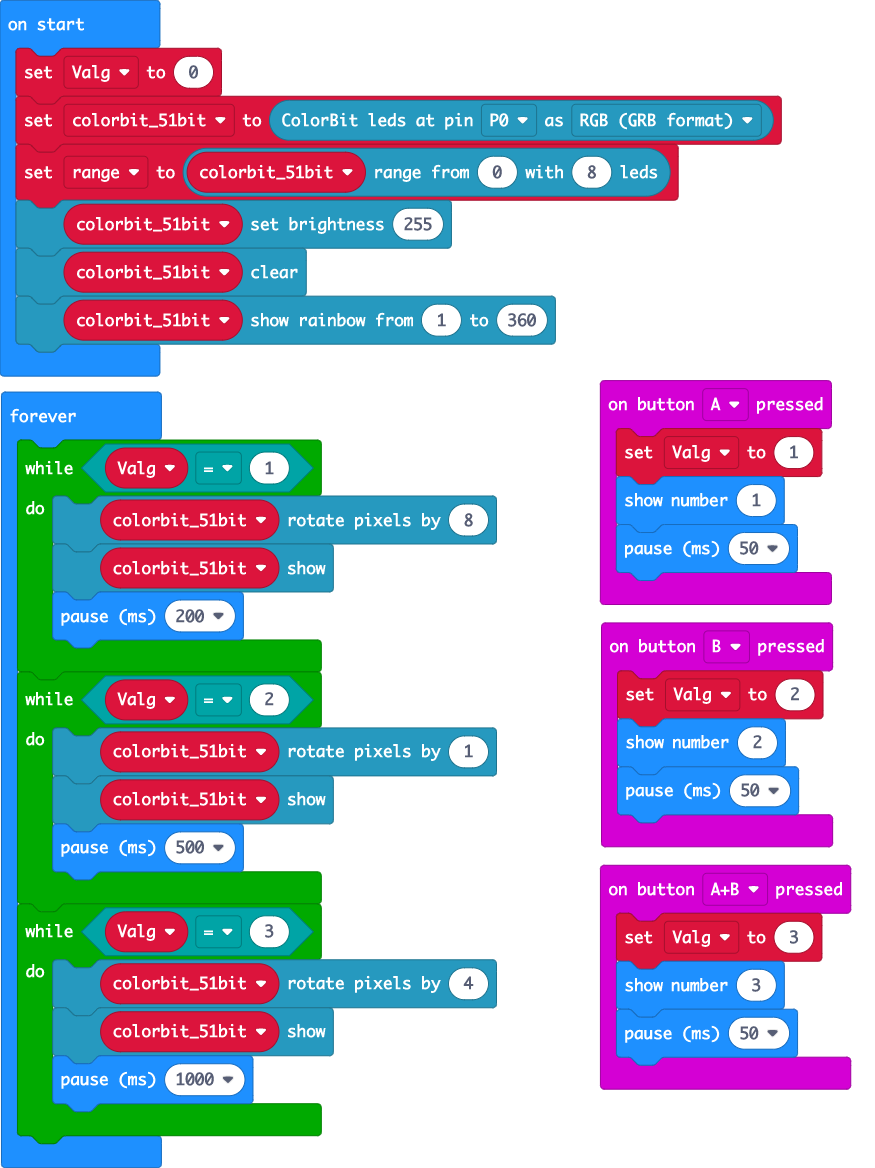 on start
set Valg to 0
set colorbit_51bit to ColorBit leds at pin P0 as RGB (GRB format)
set range to colorbit_51bit range from 0 with 8 leds
colorbit_51bit set brightness 255
colorbit_51bit clear
colorbit_51bit show rainbow from 1 to 360
forever
while Valg = 1
do
colorbit_51bit rotate pixels by 8
colorbit_51bit show
pause (ms) 200
while Valg = 2
do
colorbit_51bit rotate pixels by 1
colorbit_51bit show
pause (ms) 500
while Valg = 3
do
colorbit_51bit rotate pixels by 4
colorbit_51bit show
pause (ms) 1000
on button A pressed
set Valg to 1
show number 1
pause (ms) 50
on button B pressed
set Valg to 2
show number 2
pause (ms) 50
on button A+B pressed
set Valg to 3
show number 3
pause (ms) 50